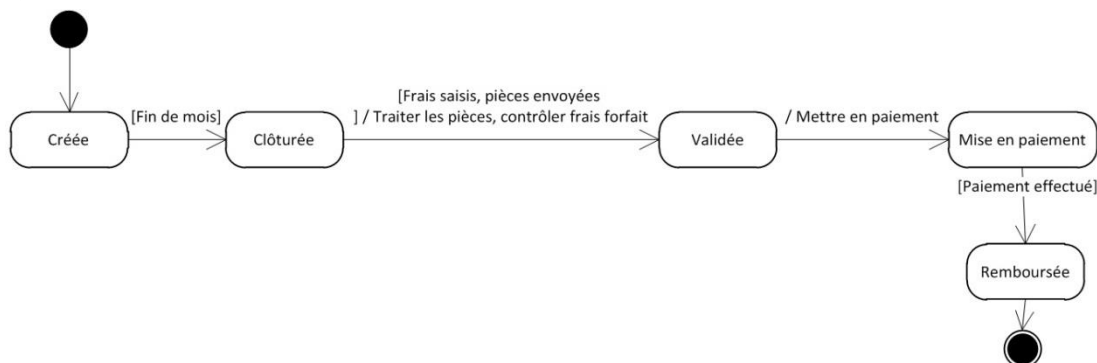 [Frais saisis, pièces envoyées
[Fin de mois]
] / Traiter les pièces, contrôler frais forfait
/ Mettre en paiement
Créée
Clôturée
Validée
Mise en paiement
[Paiement effectué]
Remboursée